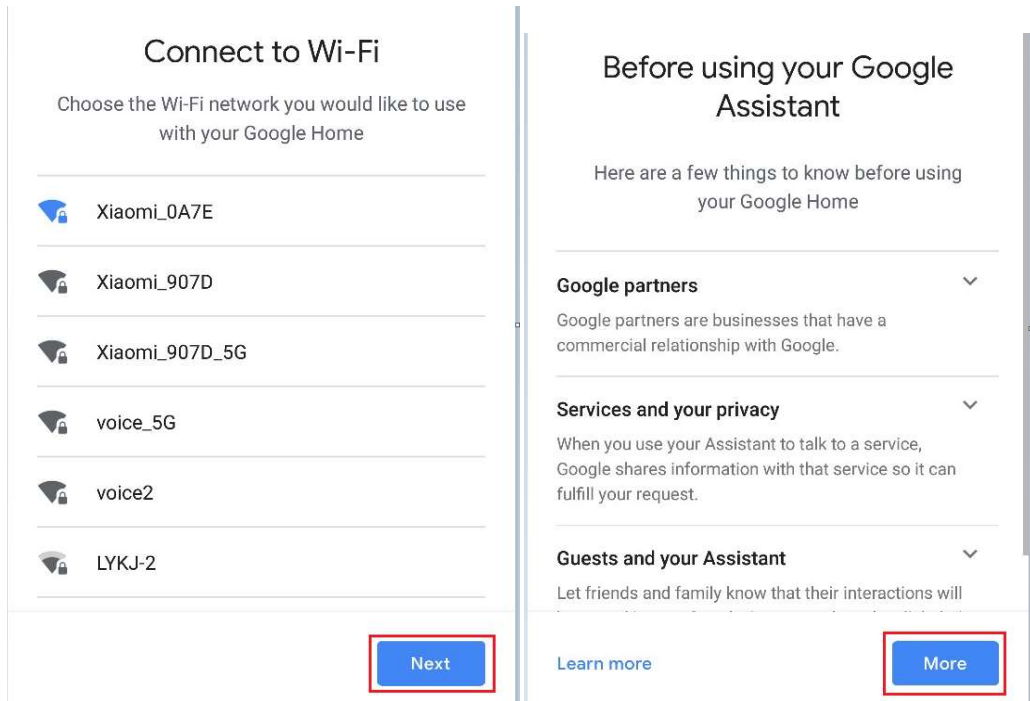 Connect to Wi-Fi
Choose the Wi-Fi network you would like to use
with your Google Home
Xiaomi_0A7E
Xiaomi_907D
Xiaomi_907D_5G
voice_5G
voice2
LYKJ-2
Next
Before using your Google
Assistant
Here are a few things to know before using
your Google Home
Google partners
Google partners are businesses that have a
commercial relationship with Google.
Services and your privacy
When you use your Assistant to talk to a service,
Google shares information with that service so it can
fulfill your request.
Guests and your Assistant
Let friends and family know that their interactions will
Learn more
More